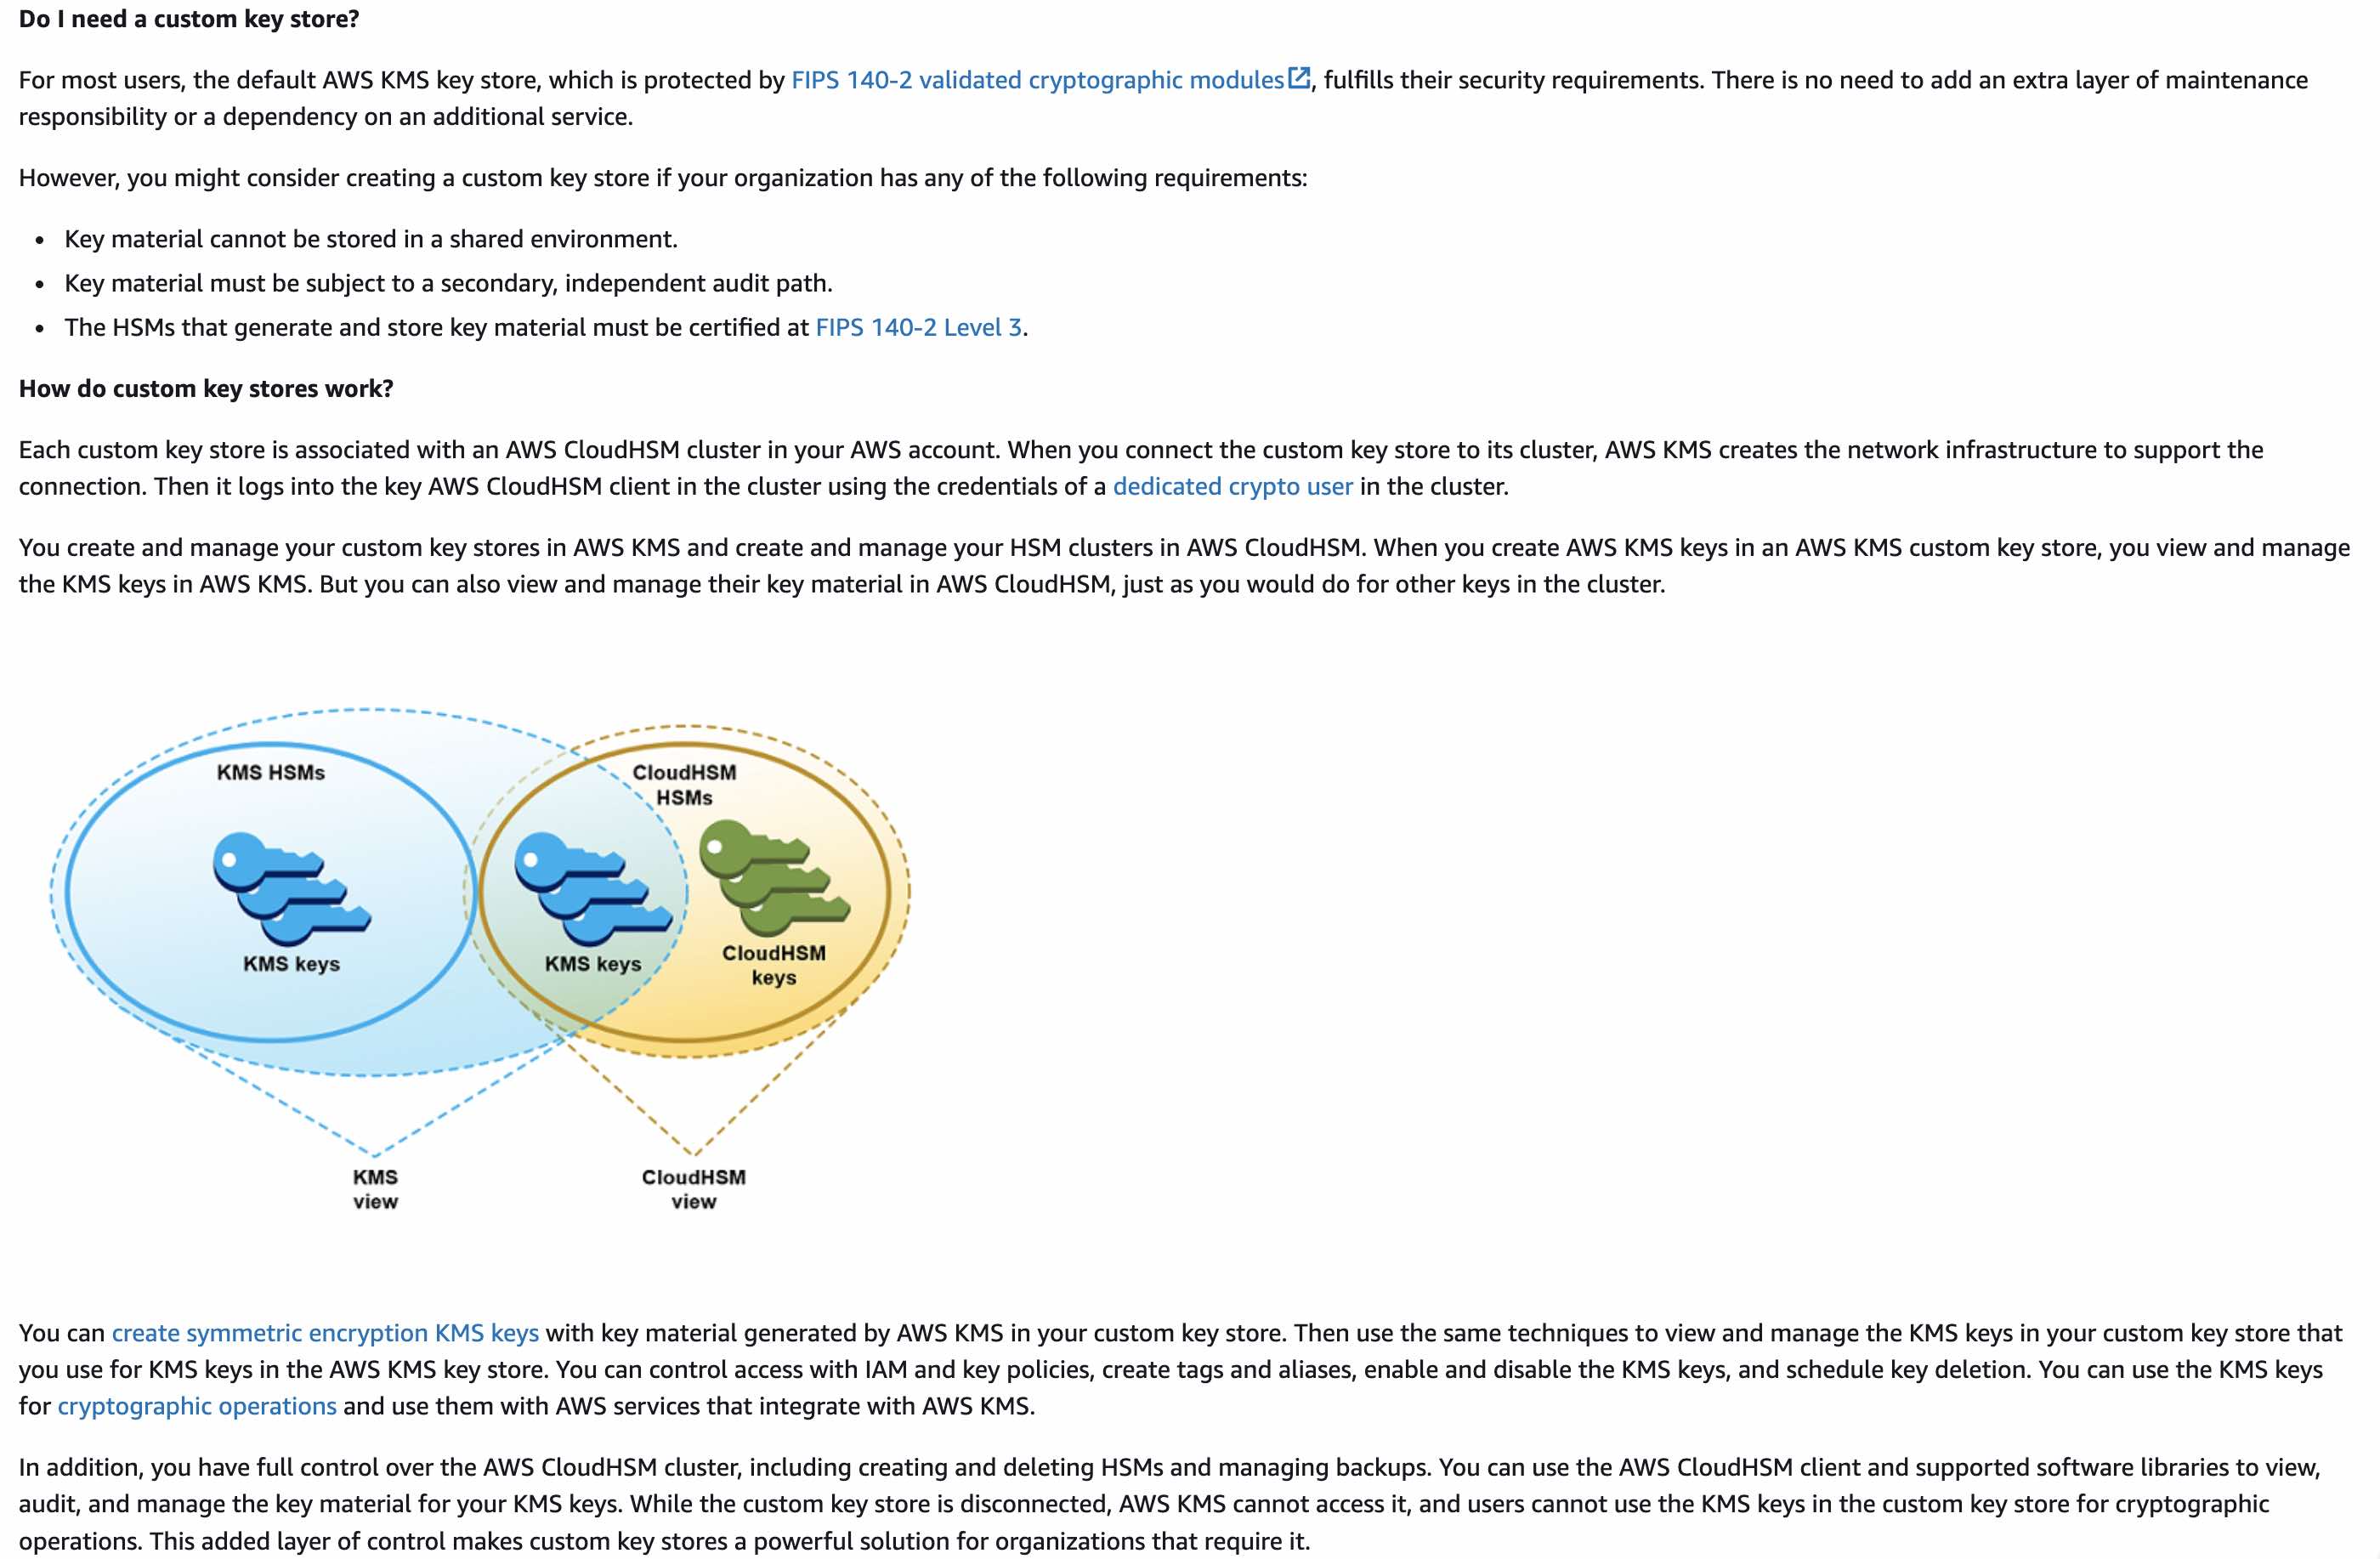 Do I need a custom key store?
For most users, the default AWS KMS key store, which is protected by FIPS 140-2 validated cryptographic modules, fulfills their security requirements. There is no need to add an extra layer of maintenance
responsibility or a dependency on an additional service.
However, you might consider creating a custom key store if your organization has any of the following requirements:
• Key material cannot be stored in a shared environment.
• Key material must be subject to a secondary, independent audit path.
• The HSMs that generate and store key material must be certified at FIPS 140-2 Level 3.
How do custom key stores work?
Each custom key store is associated with an AWS CloudHSM cluster in your AWS account. When you connect the custom key store to its cluster, AWS KMS creates the network infrastructure to support the
connection. Then it logs into the key AWS CloudHSM client in the cluster using the credentials of a dedicated crypto user in the cluster.
You create and manage your custom key stores in AWS KMS and create and manage your HSM clusters in AWS CloudHSM. When you create AWS KMS keys in an AWS KMS custom key store, you view and manage
the KMS keys in AWS KMS. But you can also view and manage their key material in AWS CloudHSM, just as you would do for other keys in the cluster.
KMS HSMs
KMS keys
CloudHSM
HSMs
KMS keys
CloudHSM
keys
KMS
view
CloudHSM
view
You can create symmetric encryption KMS keys with key material generated by AWS KMS in your custom key store. Then use the same techniques to view and manage the KMS keys in your custom key store that
you use for KMS keys in the AWS KMS key store. You can control access with IAM and key policies, create tags and aliases, enable and disable the KMS keys, and schedule key deletion. You can use the KMS keys
for cryptographic operations and use them with AWS services that integrate with AWS KMS.
In addition, you have full control over the AWS CloudHSM cluster, including creating and deleting HSMs and managing backups. You can use the AWS CloudHSM client and supported software libraries to view,
audit, and manage the key material for your KMS keys. While the custom key store is disconnected, AWS KMS cannot access it, and users cannot use the KMS keys in the custom key store for cryptographic
operations. This added layer of control makes custom key stores a powerful solution for organizations that require it.